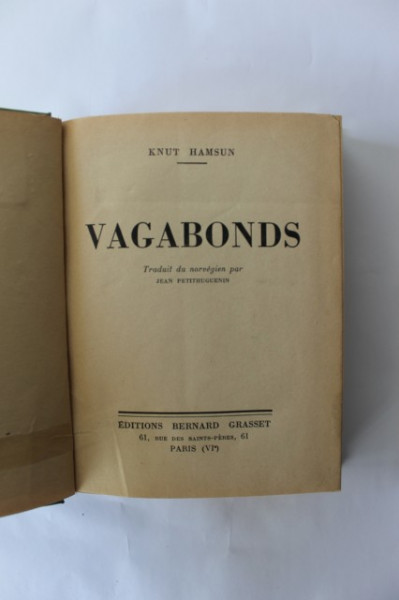 KNUT HAMSUN
VAGABONDS
Traduit du norvégien par
JEAN PETITHUGUENIN
ÉDITIONS BERNARD GRASSET
61, RUE DES SAINTS-PÈRES, 61
PARIS (VIe)